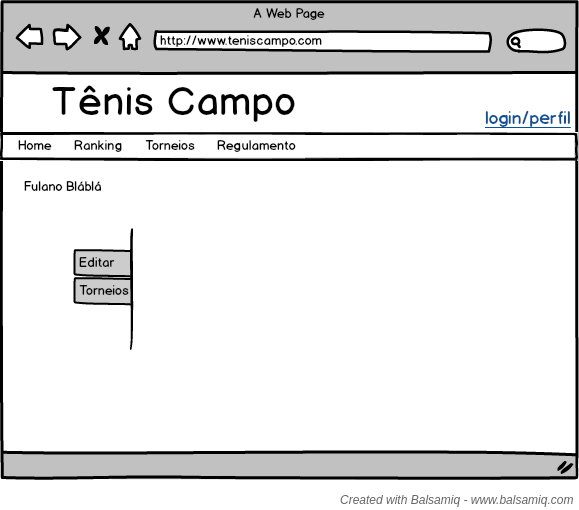 A Web Page
http://www.teniscampo.com
Tênis Campo
login/perfil
Home Ranking Torneios Regulamento
Fulano Bláblá
Editar
Torneios
Created with Balsamiq - www.balsamiq.com